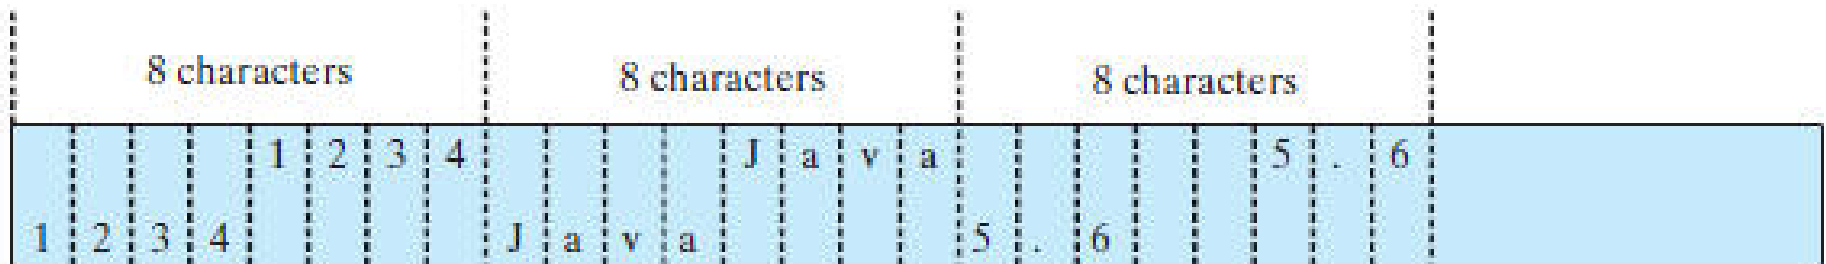 8 characters 8 characters 8 characters
1 2 3 4 J a v a 5 . 6
1 2 3 4 J a v a 5 . 6